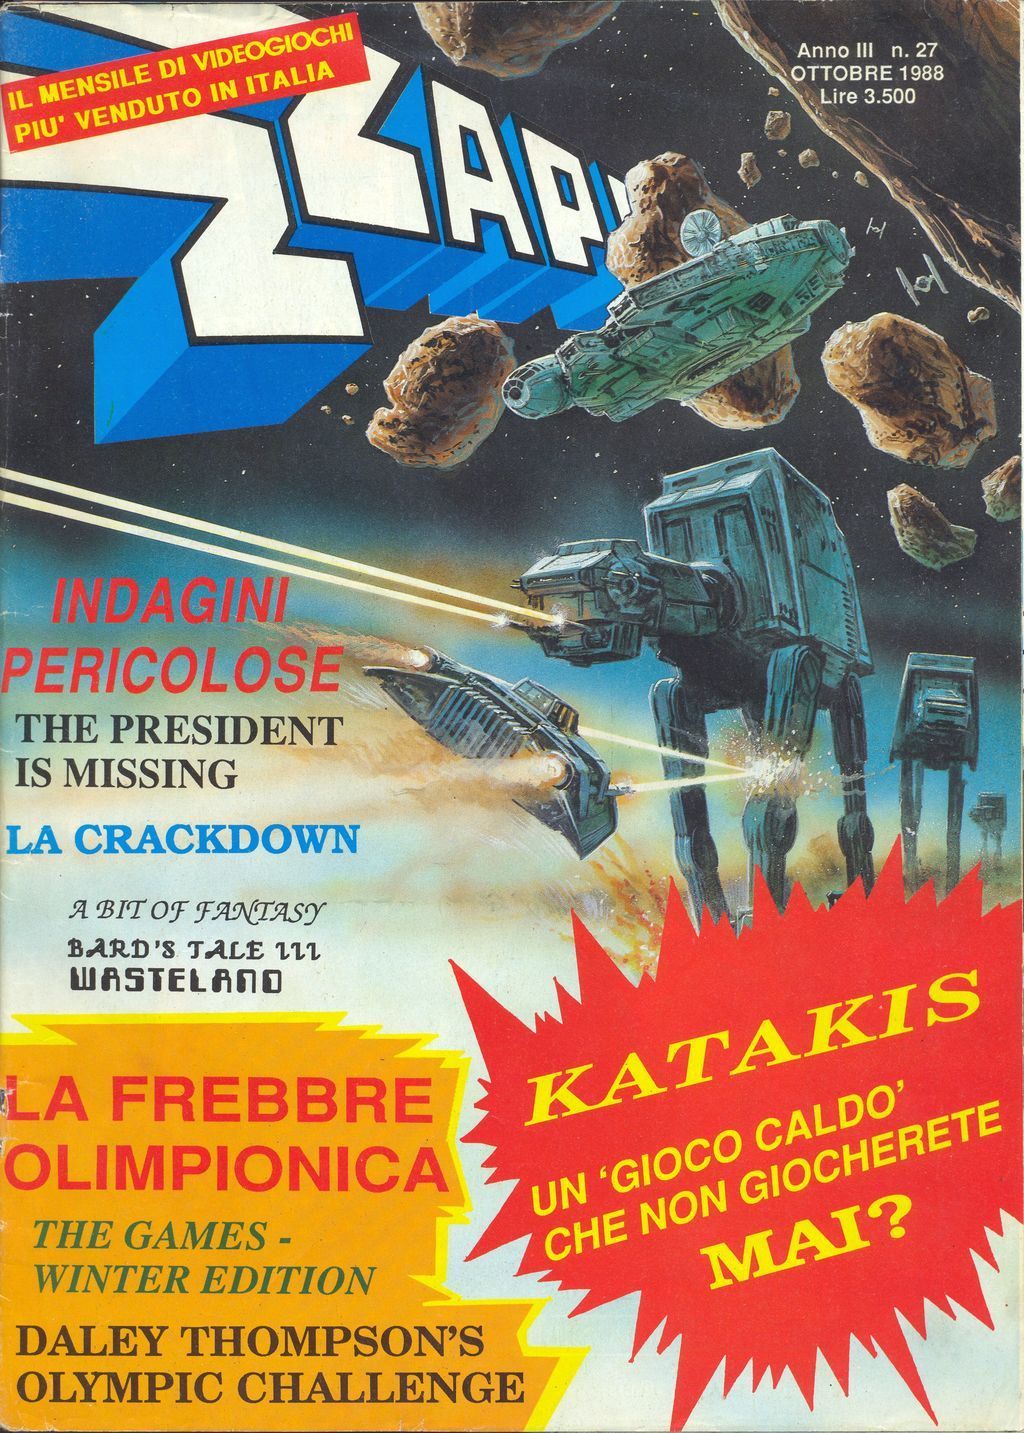 IL MENSILE DI VIDEOGIOCHI
PIU' VENDUTO IN ITALIA
ZZAP!
Anno III n. 27
OTTOBRE 1988
Lire 3.500
INDAGINI
PERICOLOSE
THE PRESIDENT
IS MISSING
LA CRACKDOWN
A BIT OF FANTASY
BARD'S TALE III
WASTELAND
LA FREBBRE
OLIMPIONICA
THE GAMES -
WINTER EDITION
DALEY THOMPSON'S
OLYMPIC CHALLENGE
KATAKIS
UN 'GIOCO CALDO'
CHE NON GIOCHERETE
MAI?